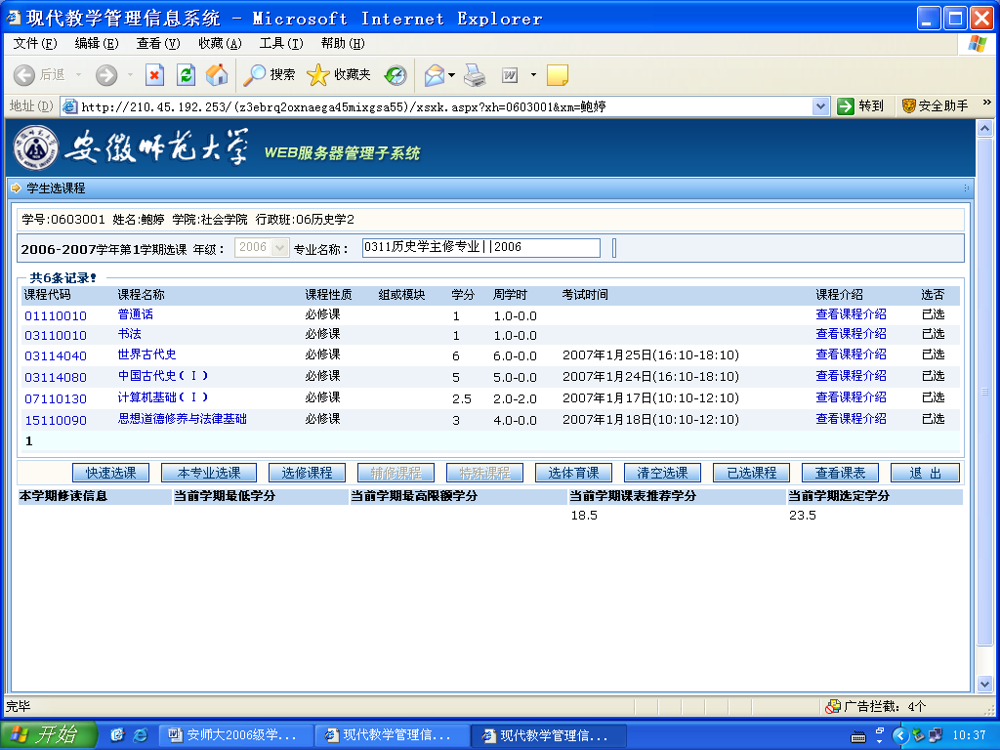 现代教学管理信息系统 - Microsoft Internet Explorer
文件(F) 编辑(E) 查看(V) 收藏(A) 工具(T) 帮助(H)
后退 搜索 收藏夹
地址(D) http://210.45.192.253/(z3ebrq2oxnaega45mixgsa55)/xsxk.aspx?xh=0603001&xm=鲍婷 转到 安全助手 »
安徽师范大学 WEB服务器管理子系统
学生选课程
学号:0603001 姓名:鲍婷 学院:社会学院 行政班:06历史学2
2006-2007学年第1学期选课 年级: 2006 专业名称: 0311历史学主修专业||2006
共6条记录!
课程代码 课程名称 课程性质 组或模块 学分 周学时 考试时间 课程介绍 选否
01110010 普通话 必修课 1 1.0-0.0 查看课程介绍 已选
03110010 书法 必修课 1 1.0-0.0 查看课程介绍 已选
03114040 世界古代史 必修课 6 6.0-0.0 2007年1月25日(16:10-18:10) 查看课程介绍 已选
03114080 中国古代史(Ⅰ) 必修课 5 5.0-0.0 2007年1月24日(16:10-18:10) 查看课程介绍 已选
07110130 计算机基础(Ⅰ) 必修课 2.5 2.0-2.0 2007年1月17日(10:10-12:10) 查看课程介绍 已选
15110090 思想道德修养与法律基础 必修课 3 4.0-0.0 2007年1月18日(10:10-12:10) 查看课程介绍 已选
1
快速选课 本专业选课 选修课程 辅修课程 特殊课程 选体育课 清空选课 已选课程 查看课表 退 出
本学期修读信息 当前学期最低学分 当前学期最高限额学分 当前学期课表推荐学分 当前学期选定学分
18.5 23.5
完毕 广告拦截: 4个
开始 安师大2006级学... 现代教学管理信... 现代教学管理信... 10:37